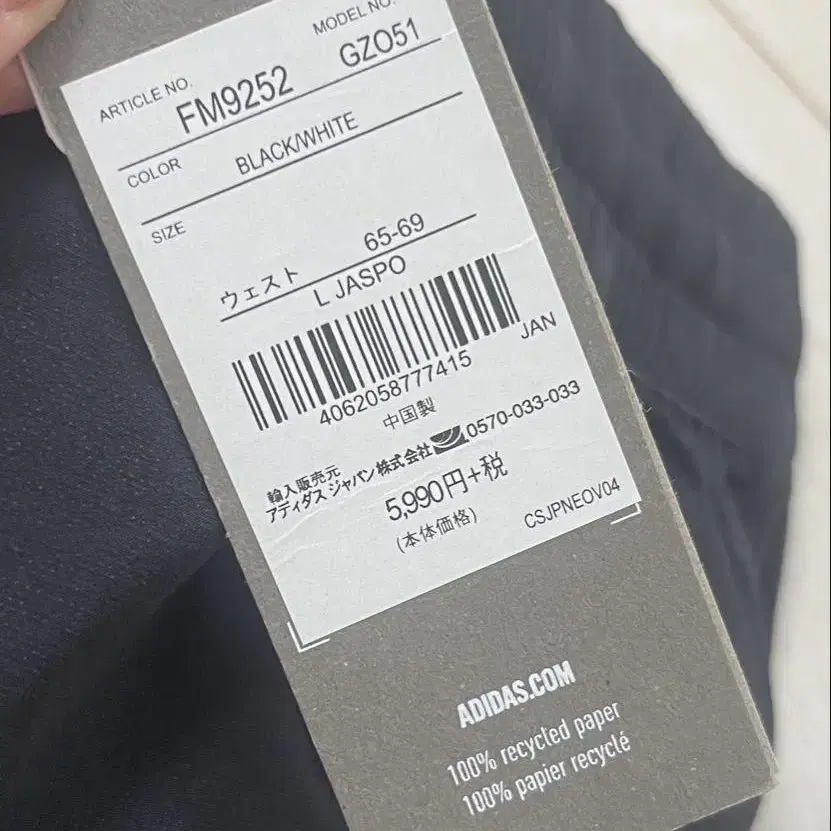 ARTICLE NO.
MODEL NO.
FM9252
GZO51
COLOR
BLACK/WHITE
SIZE
ウェスト 65-69
L JASPO
JAN
4062058777415
中国製
輸入販売元
アディダス ジャパン株式会社 0570-033-033
5,990円+税
(本体価格)
CSJPNEOV04
ADIDAS.COM
100% recycled paper
100% papier recyclé